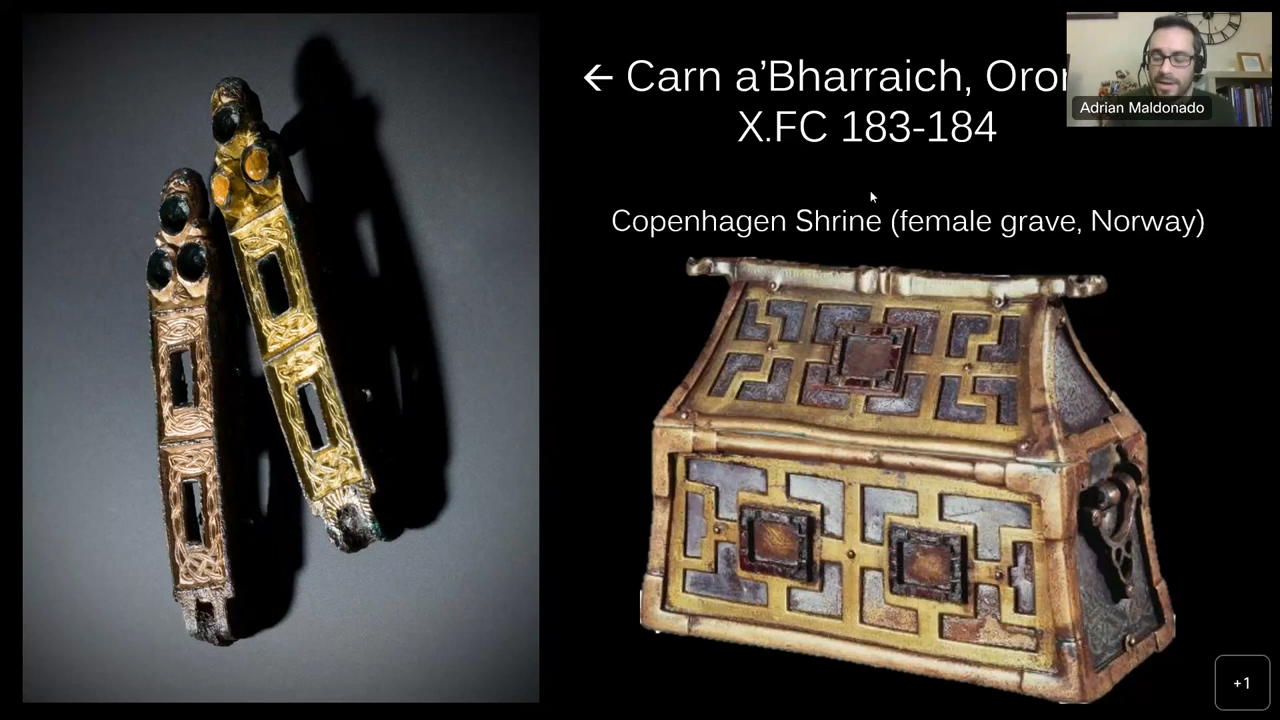 ← Carn a’Bharraich, Oron
X.FC 183-184
Adrian Maldonado
Copenhagen Shrine (female grave, Norway)
+1